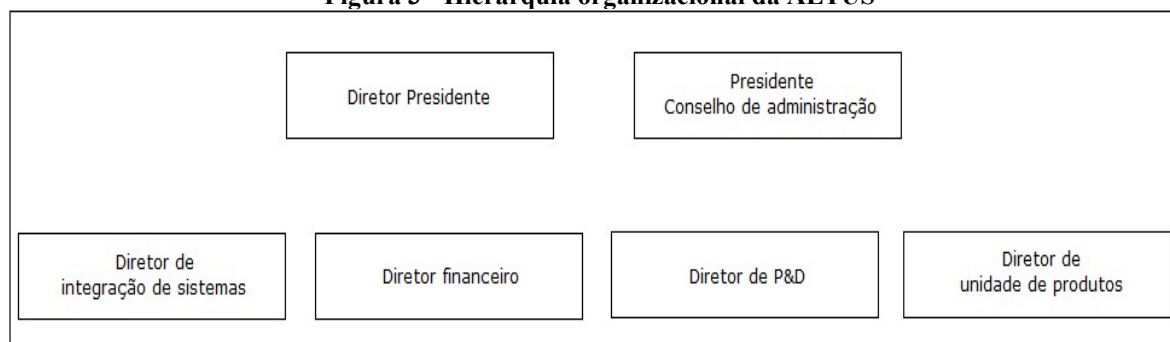 Figura 3 - Hierarquia organizacional da ALTUS
Diretor Presidente
Presidente
Conselho de administração
Diretor de
integração de sistemas
Diretor financeiro
Diretor de P&D
Diretor de
unidade de produtos